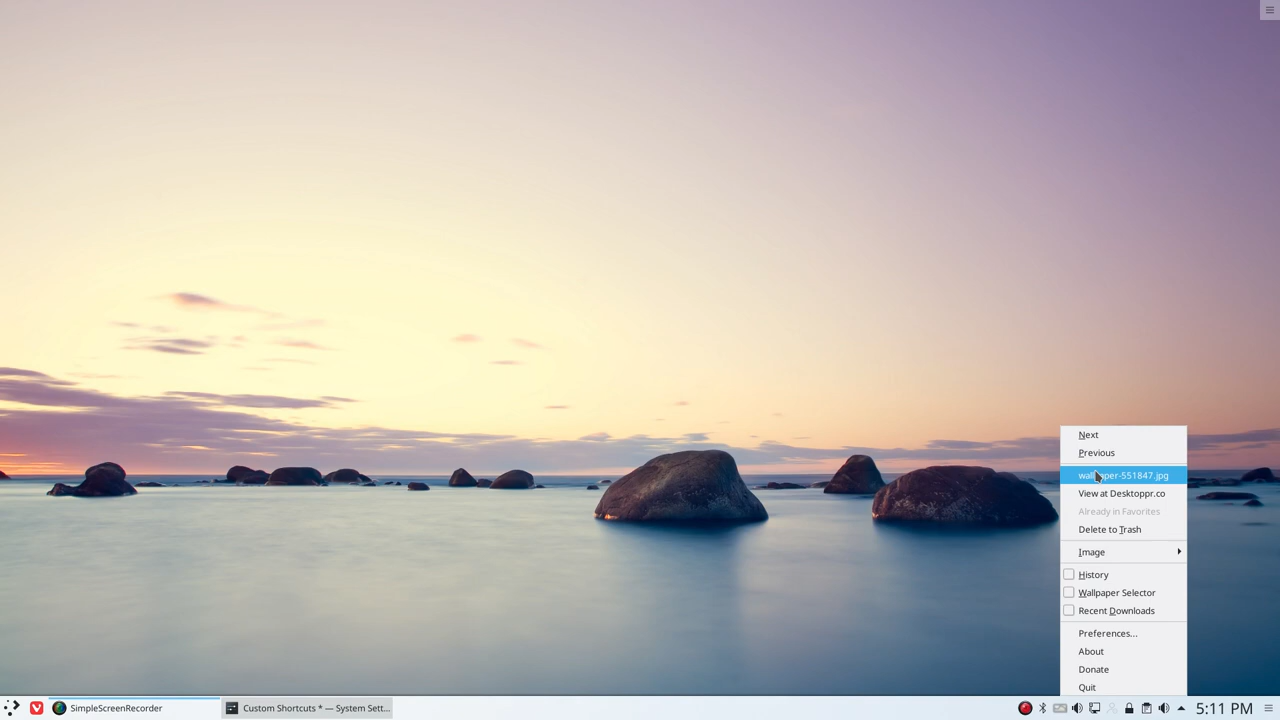 Next
Previous
wallpaper-551847.jpg
View at Desktoppr.co
Already in Favorites
Delete to Trash
Image
History
Wallpaper Selector
Recent Downloads
Preferences...
About
Donate
Quit
SimpleScreenRecorder
Custom Shortcuts * — System Sett...
5:11 PM